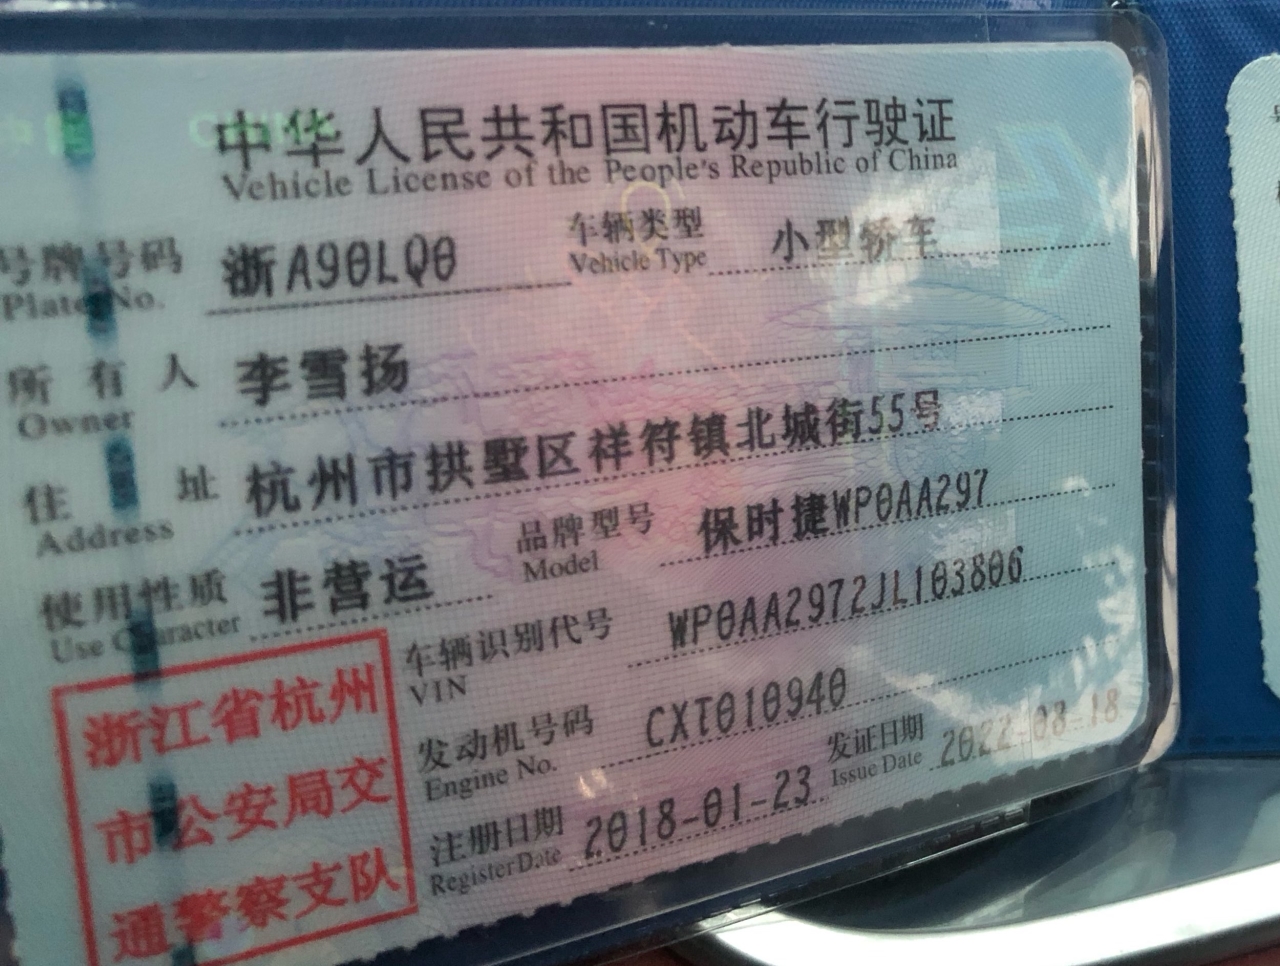 中华人民共和国机动车行驶证
Vehicle License of the People's Republic of China
号牌号码 浙A90LQ0 车辆类型 小型轿车
Plate No. Vehicle Type
所有人 李雪扬
Owner
住址 杭州市拱墅区祥符镇北城街55号
Address
使用性质 非营运 品牌型号 保时捷WP0AA297
Use Character Model
车辆识别代号 WP0AA2972JL103806
VIN
发动机号码 CXT010940 发证日期 2022-08-18
Engine No. Issue Date
注册日期 2018-01-23
Register Date
浙江省杭州
市公安局交
通警察支队